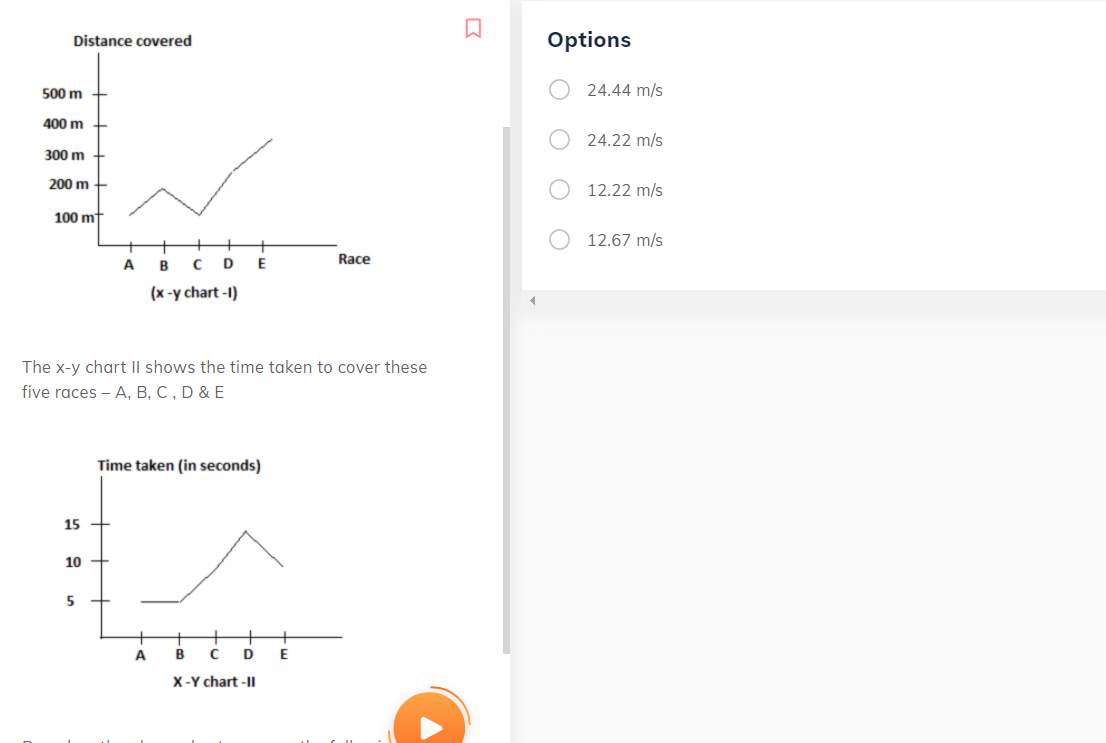 Distance covered
500 m
400 m
300 m
200 m
100 m
A B C D E
Race
(x -y chart -I)
The x-y chart II shows the time taken to cover these
five races – A, B, C , D & E
Time taken (in seconds)
15
10
5
A B C D E
X -Y chart -II
Options
24.44 m/s
24.22 m/s
12.22 m/s
12.67 m/s